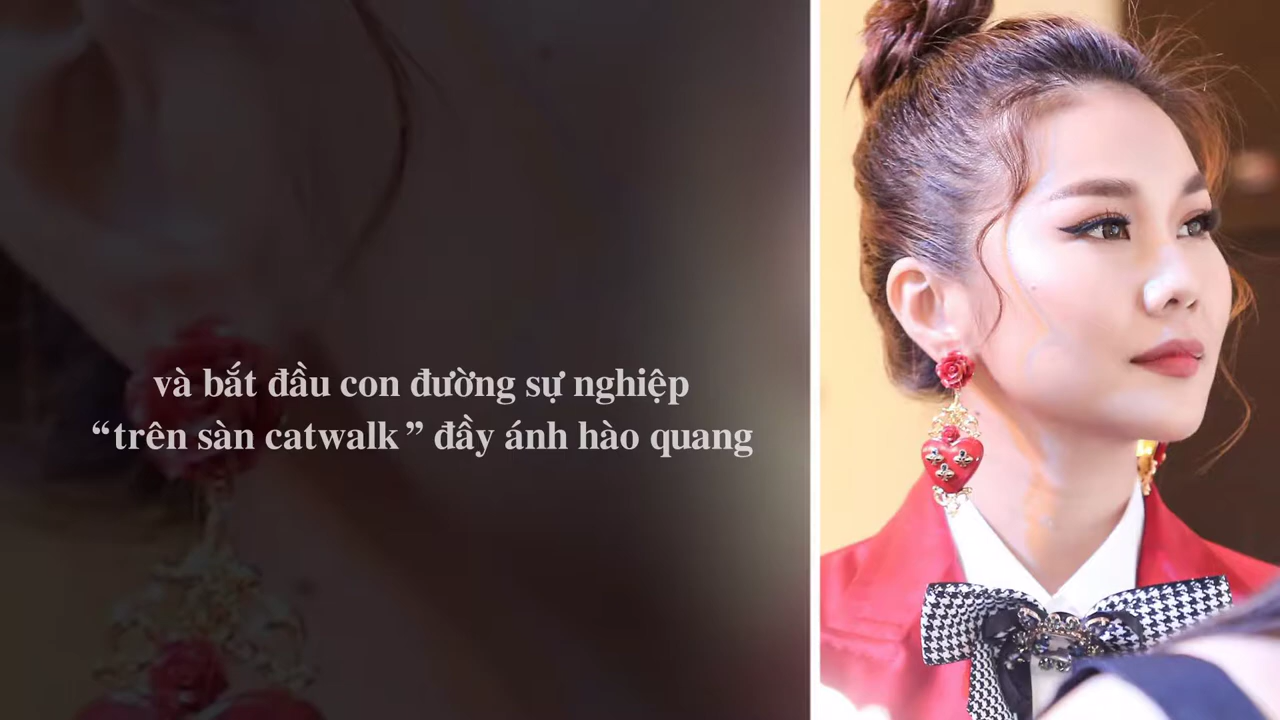 và bắt đầu con đường sự nghiệp
“trên sàn catwalk” đầy ánh hào quang